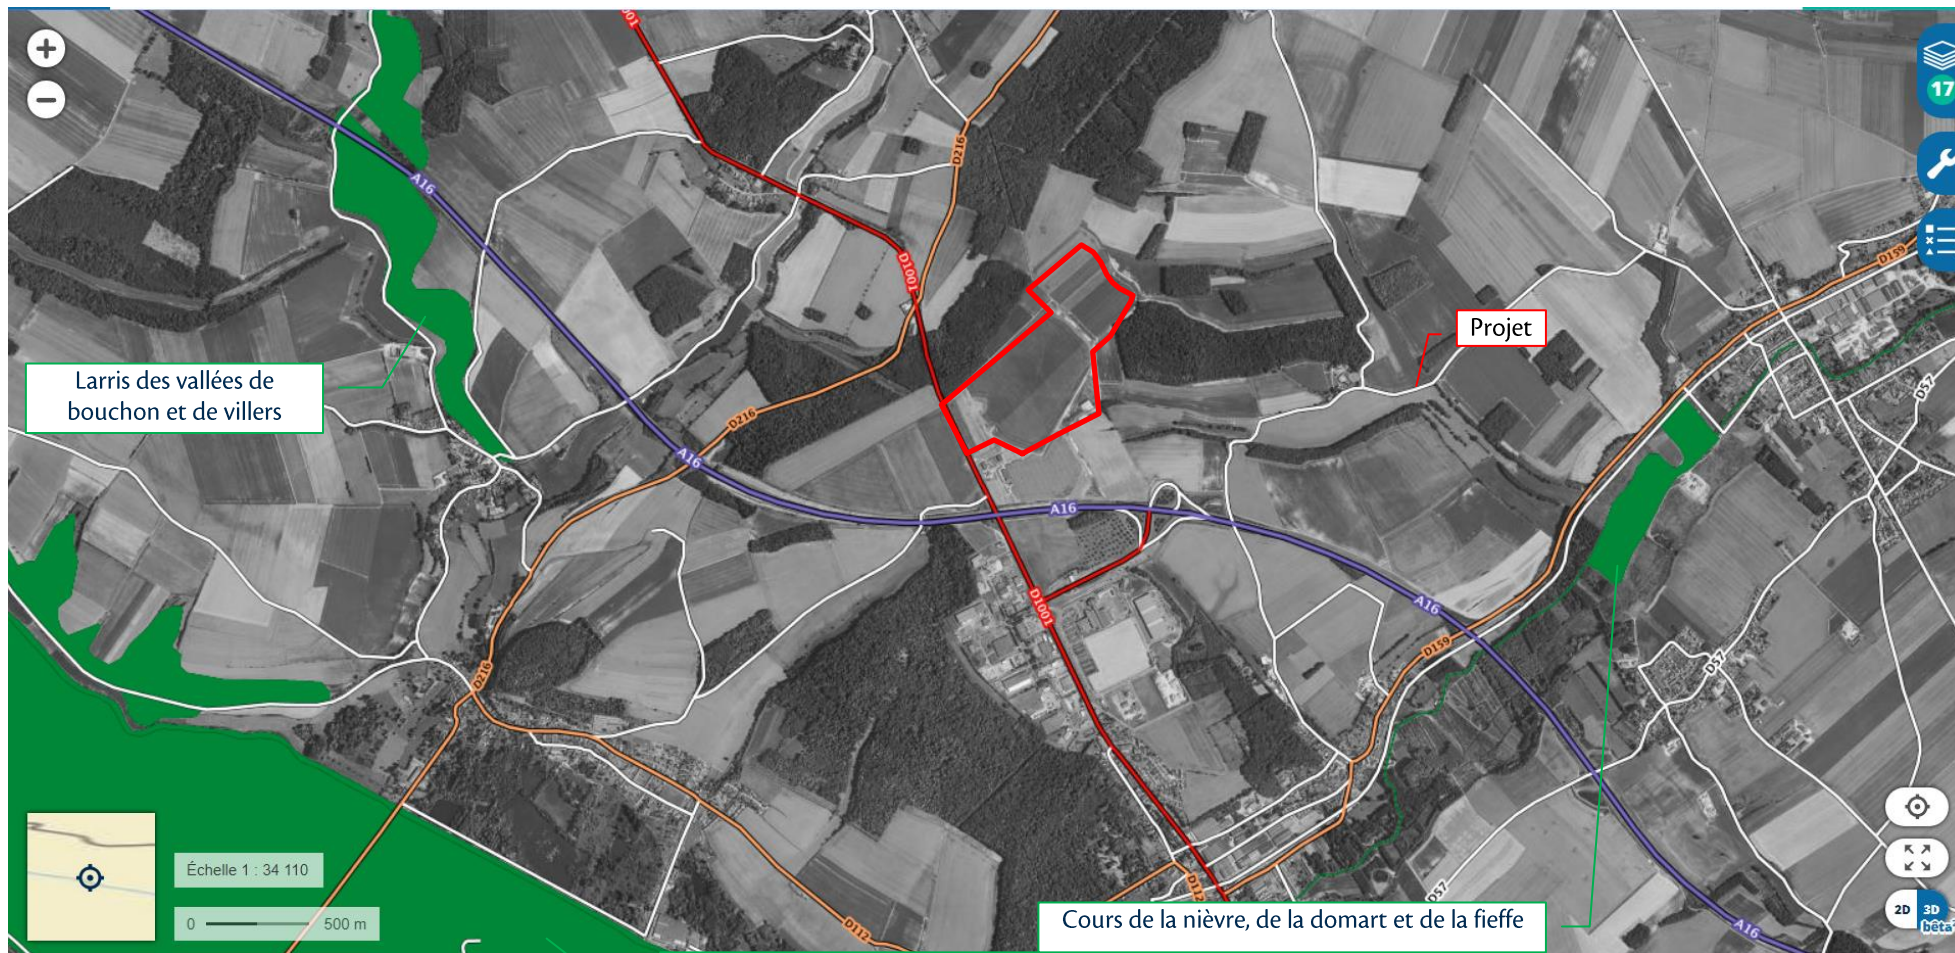 001
17
D216
A16
D159
D1001
Projet
Larris des vallées de
bouchon et de villers
D57
D216
A16
A16
D1001
A16
D159
D57
D216
Échelle 1 : 34 110
0 500 m
D112
D112
D57
Cours de la nièvre, de la domart et de la fieffe
2D 3D
bêta
A16